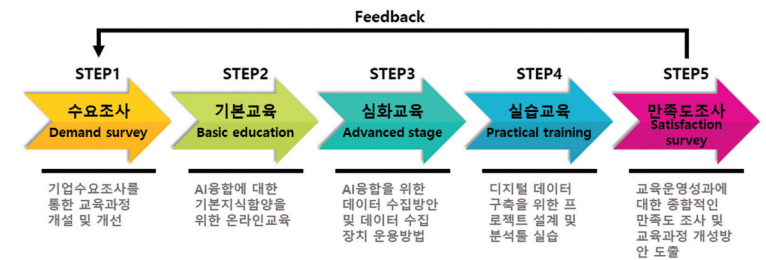 Feedback
STEP1
STEP2
STEP3
STEP4
STEP5
수요조사
Demand survey
기본교육
Basic education
심화교육
Advanced stage
실습교육
Practical training
만족도조사
Satisfaction
survey
기업수요조사를
통한 교육과정
개설 및 개선
AI융합에 대한
기본지식함양을
위한 온라인교육
AI융합을 위한
데이터 수집방안
및 데이터 수집
장치 운용방법
디지털 데이터
구축을 위한 프
로젝트 설계 및
분석툴 실습
교육운영성과에
대한 종합적인
만족도 조사 및
교육과정 개성방
안 도출